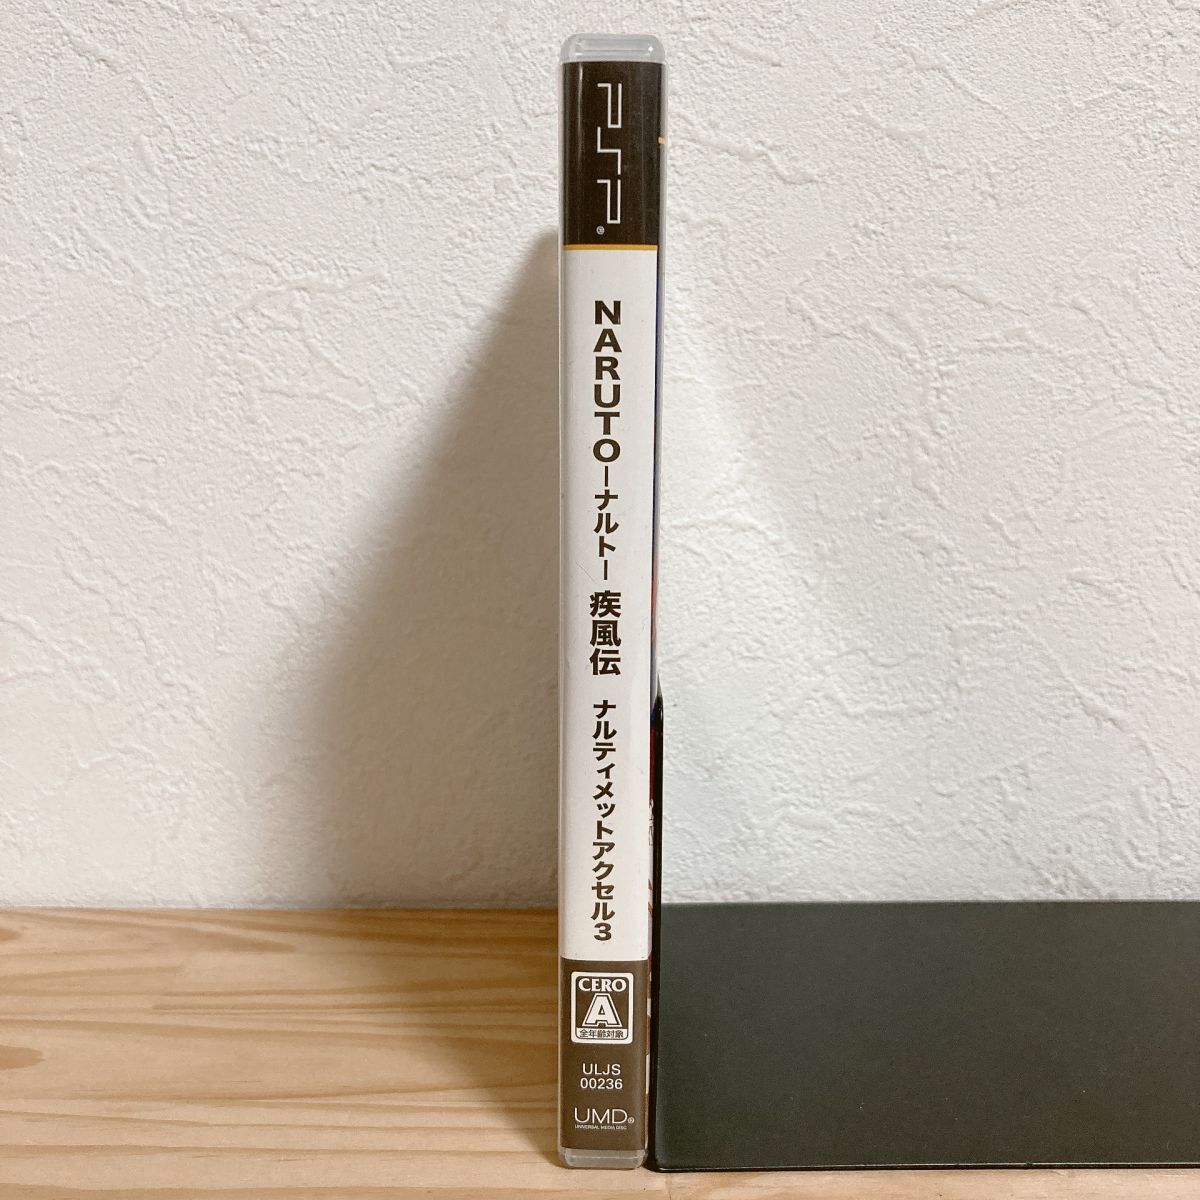 PSP®
NARUTO-ナルト- 疾風伝 ナルティメットアクセル3
CERO
A
全年齢対象
ULJS
00236
UMD®
UNIVERSAL MEDIA DISC